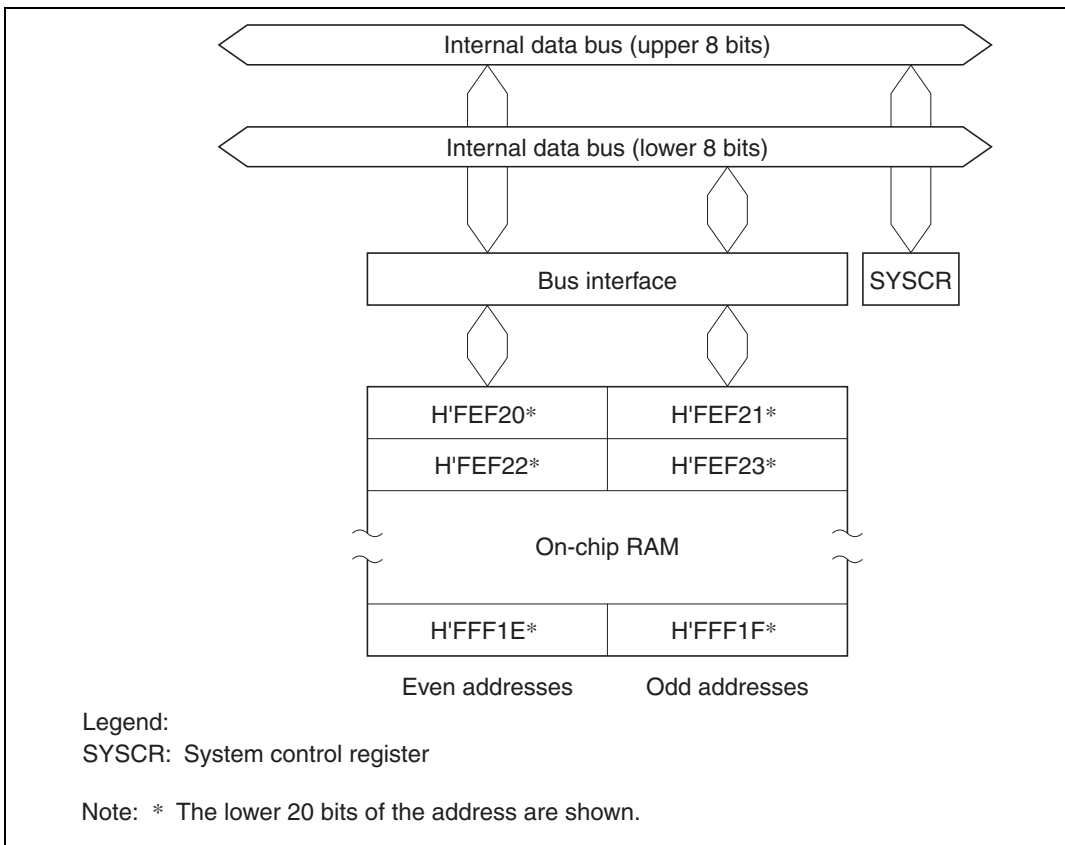 Internal data bus (upper 8 bits)
Internal data bus (lower 8 bits)
Bus interface
SYSCR
H'FEF20*
H'FEF21*
H'FEF22*
H'FEF23*
On-chip RAM
H'FFF1E*
H'FFF1F*
Even addresses
Odd addresses
Legend:
SYSCR: System control register
Note: * The lower 20 bits of the address are shown.